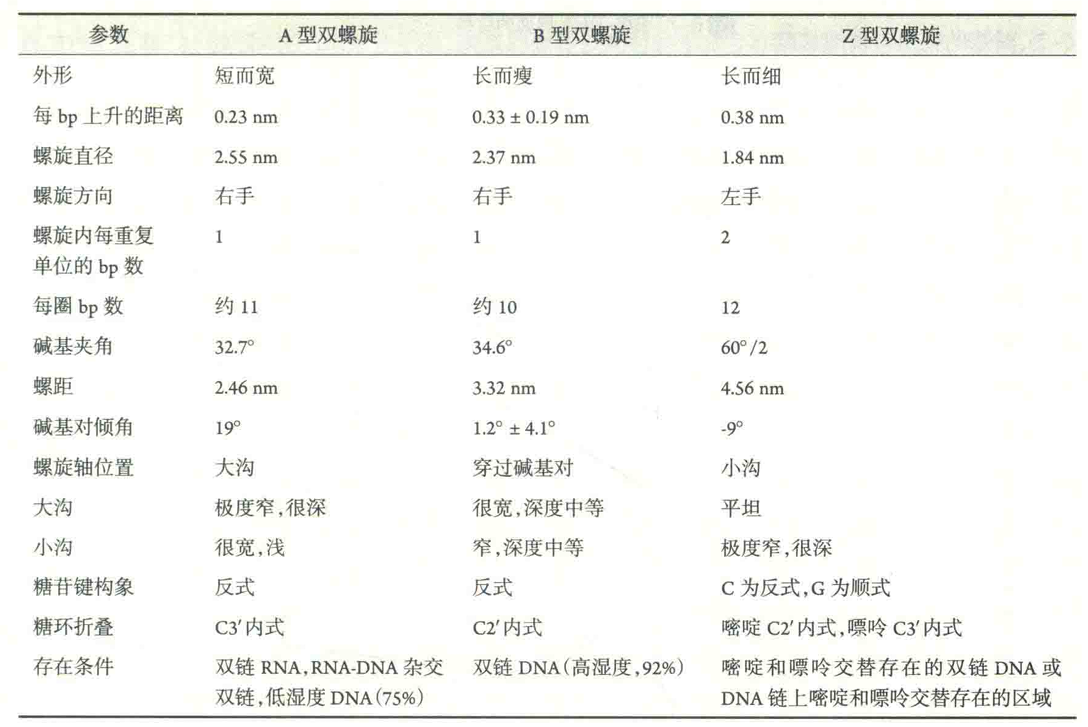 参数 A 型双螺旋 B 型双螺旋 Z 型双螺旋
外形 短而宽 长而瘦 长而细
每 bp 上升的距离 0.23 nm 0.33 ± 0.19 nm 0.38 nm
螺旋直径 2.55 nm 2.37 nm 1.84 nm
螺旋方向 右手 右手 左手
螺旋内每重复 1 1 2
单位的 bp 数
每圈 bp 数 约 11 约 10 12
碱基夹角 32.7° 34.6° 60°/2
螺距 2.46 nm 3.32 nm 4.56 nm
碱基对倾角 19° 1.2° ± 4.1° -9°
螺旋轴位置 大沟 穿过碱基对 小沟
大沟 极度窄,很深 很宽,深度中等 平坦
小沟 很宽,浅 窄,深度中等 极度窄,很深
糖苷键构象 反式 反式 C 为反式,G 为顺式
糖环折叠 C3′内式 C2′内式 嘧啶 C2′内式,嘌呤 C3′内式
存在条件 双链 RNA,RNA-DNA 杂交 双链 DNA(高湿度,92%) 嘧啶和嘌呤交替存在的双链 DNA 或
双链,低湿度 DNA(75%) DNA 链上嘧啶和嘌呤交替存在的区域